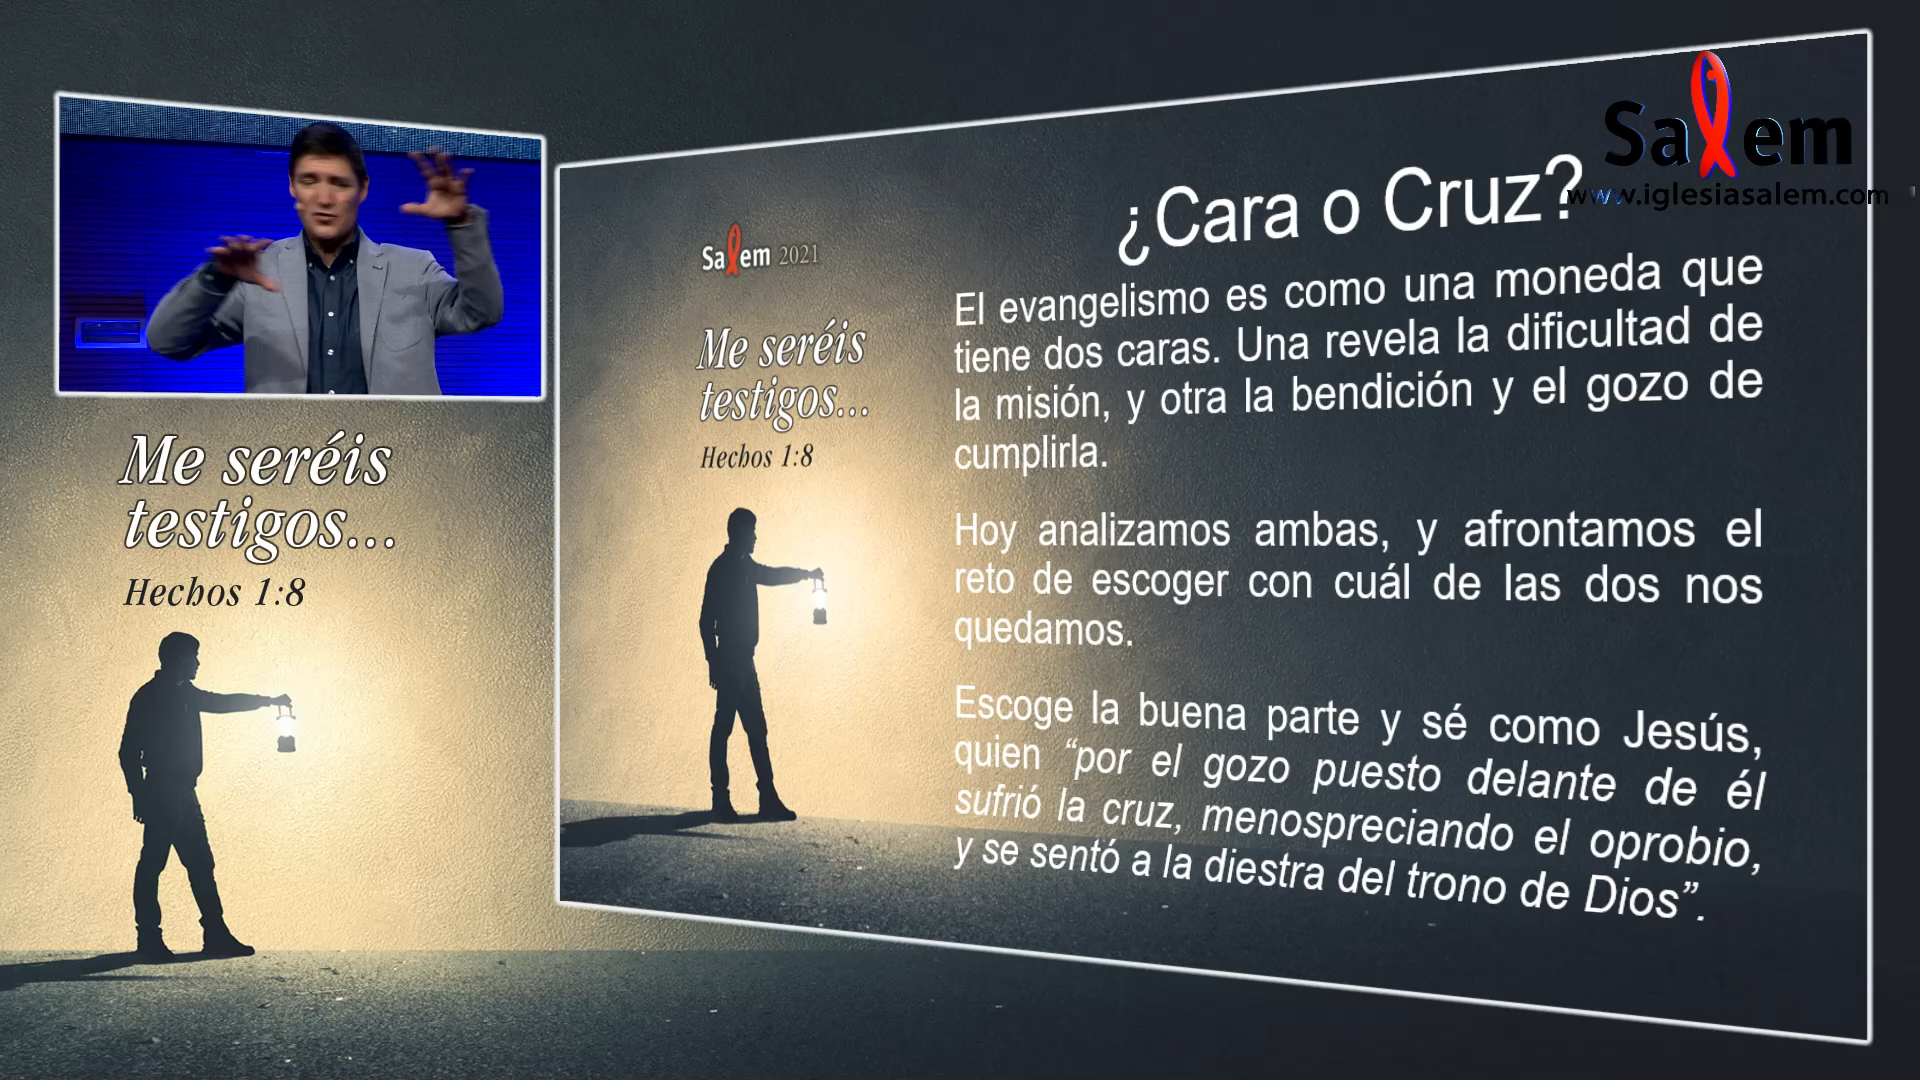 Me seréis
testigos...
Hechos 1:8
Salem 2021
Me seréis
testigos...
Hechos 1:8
Salem
www.iglesiasalem.com
¿Cara o Cruz?
El evangelismo es como una moneda que
tiene dos caras. Una revela la dificultad de
la misión, y otra la bendición y el gozo de
cumplirla.
Hoy analizamos ambas, y afrontamos el
reto de escoger con cuál de las dos nos
quedamos.
Escoge la buena parte y sé como Jesús,
quien “por el gozo puesto delante de él
sufrió la cruz, menospreciando el oprobio,
y se sentó a la diestra del trono de Dios”.